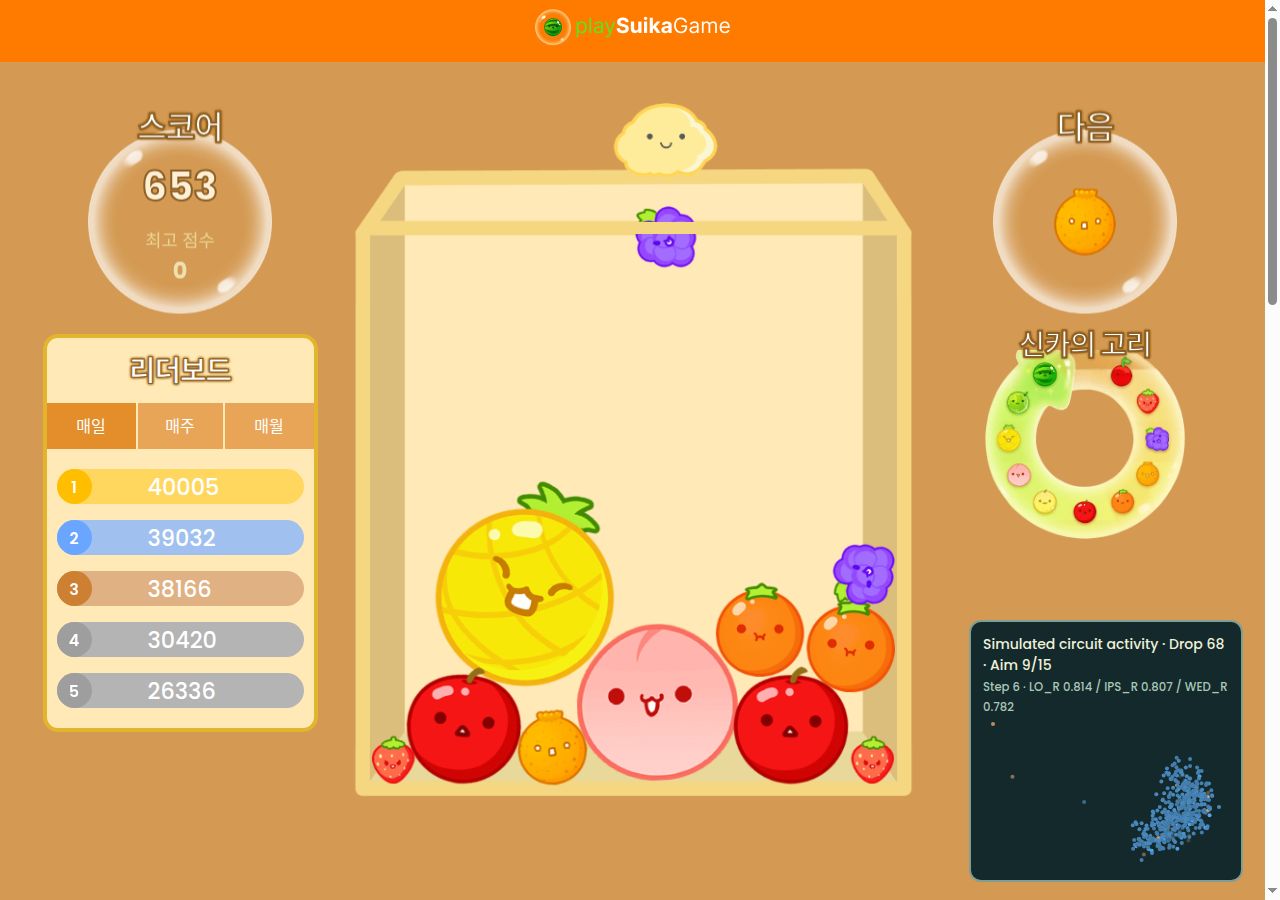 playSuikaGame
스코어
653
최고 점수
0
다음
신카의 고리
리더보드
매일 매주 매월
1 40005
2 39032
3 38166
4 30420
5 26336
Simulated circuit activity · Drop 68
· Aim 9/15
Step 6 · LO_R 0.814 / IPS_R 0.807 / WED_R
0.782